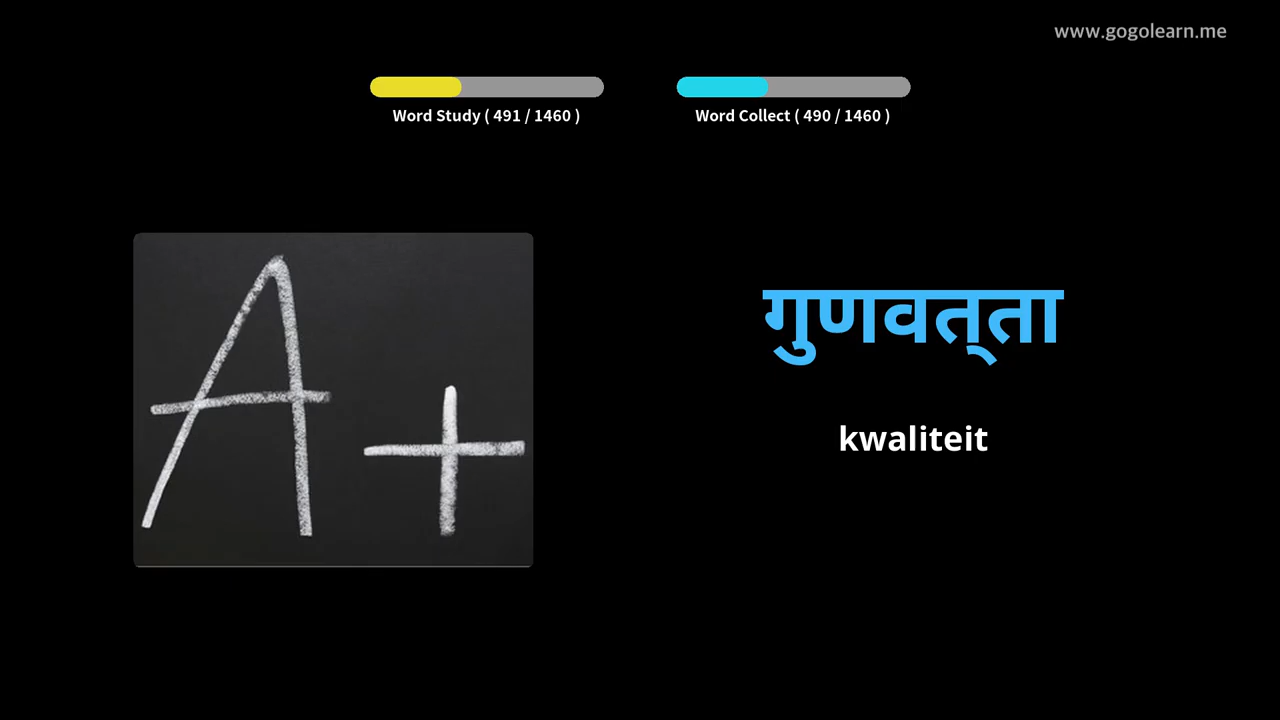 www.gogolearn.me
Word Study ( 491 / 1460 )
Word Collect ( 490 / 1460 )
A+
गुणवत्‌ता
kwaliteit